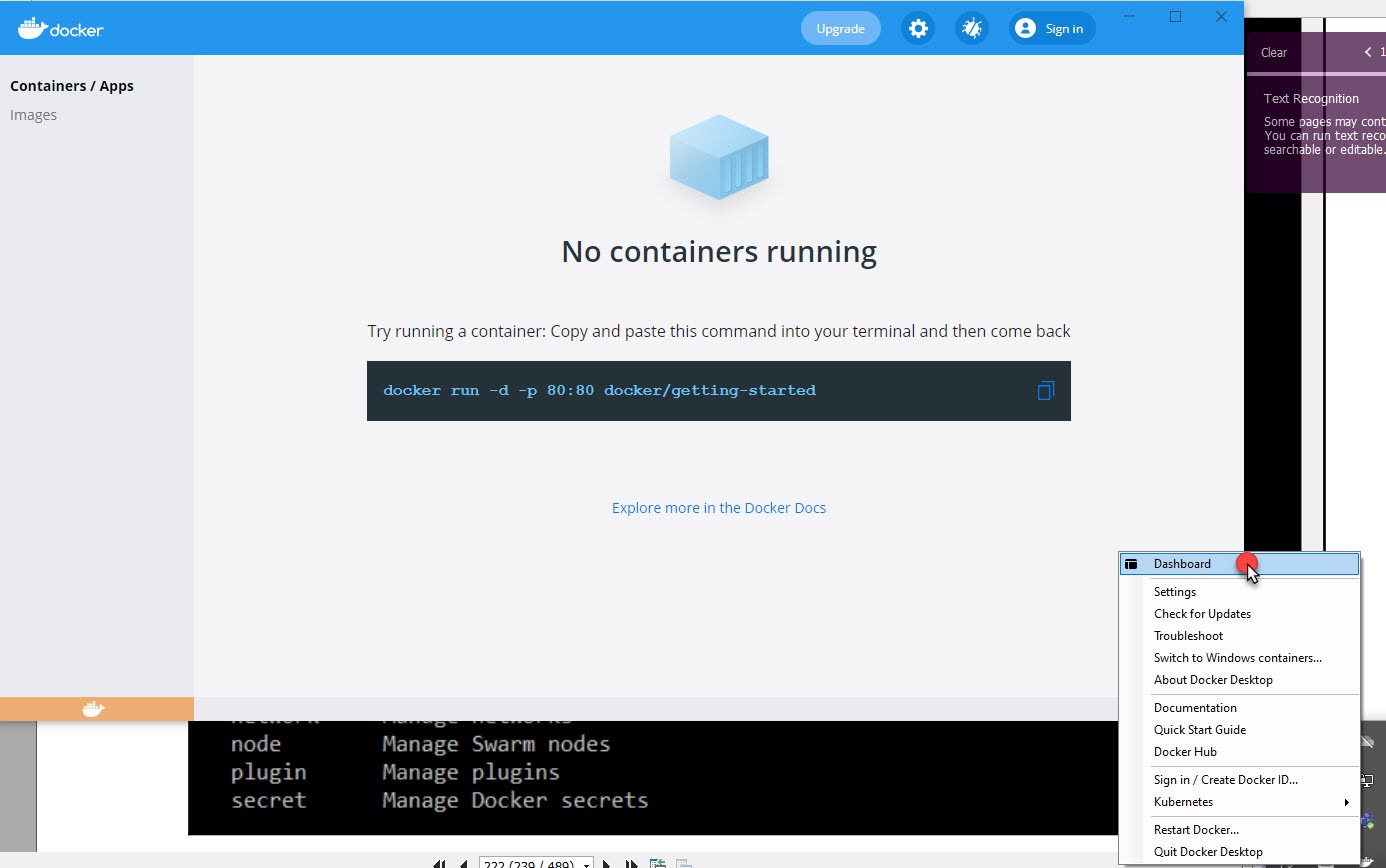 docker
Upgrade
Sign in
Containers / Apps
Images
No containers running
Try running a container: Copy and paste this command into your terminal and then come back
docker run -d -p 80:80 docker/getting-started
Explore more in the Docker Docs
Clear
1
Text Recognition
Some pages may cont
You can run text reco
searchable or editable.
Dashboard
Settings
Check for Updates
Troubleshoot
Switch to Windows containers...
About Docker Desktop
Documentation
Quick Start Guide
Docker Hub
Sign in / Create Docker ID...
Kubernetes
Restart Docker...
Quit Docker Desktop
network Manage networks
node Manage Swarm nodes
plugin Manage plugins
secret Manage Docker secrets
222 (239 / 489)